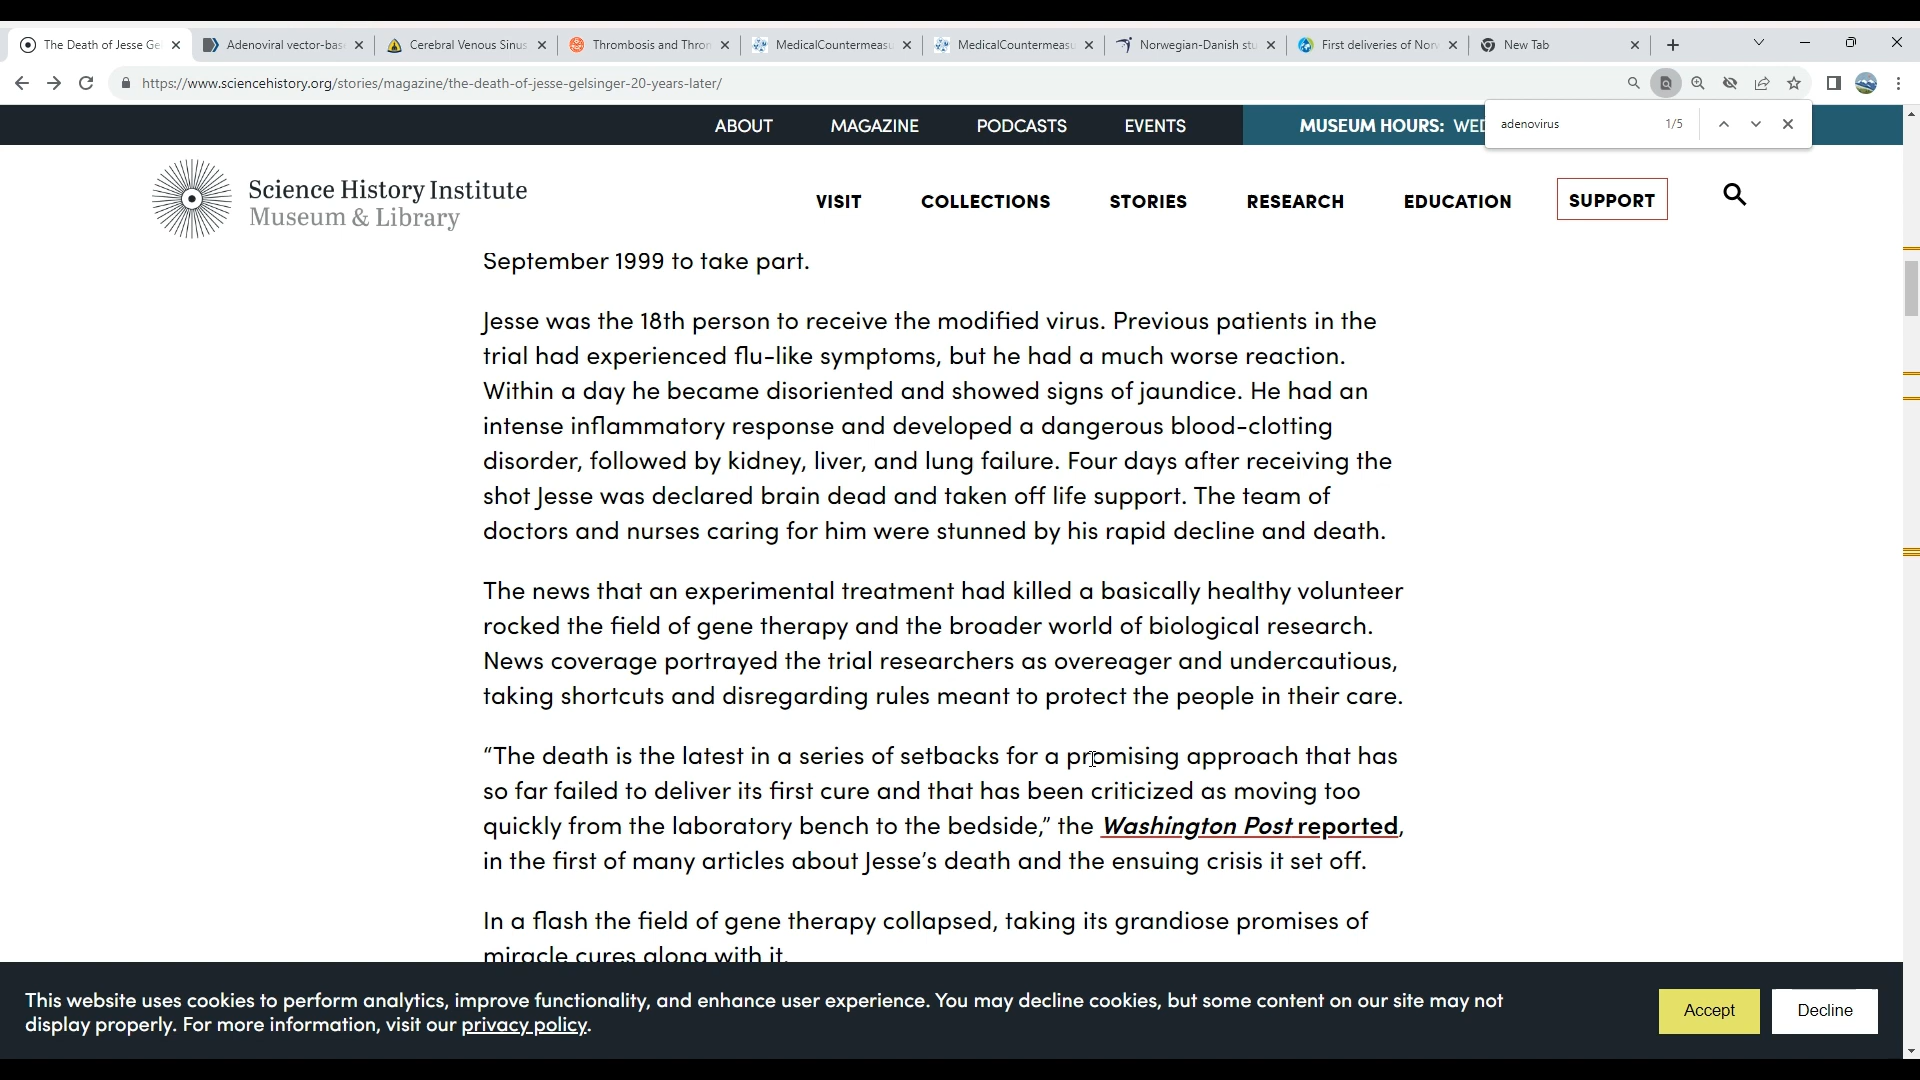 The Death of Jesse Ge
Adenoviral vector-bas
Cerebral Venous Sinus
Thrombosis and Thron
MedicalCountermeasu
MedicalCountermeasu
Norwegian-Danish stu
First deliveries of Norv
New Tab
https://www.sciencehistory.org/stories/magazine/the-death-of-jesse-gelsinger-20-years-later/
ABOUT MAGAZINE PODCASTS EVENTS MUSEUM HOURS: WED
adenovirus 1/5
Science History Institute
Museum & Library
VISIT COLLECTIONS STORIES RESEARCH EDUCATION SUPPORT
September 1999 to take part.
Jesse was the 18th person to receive the modified virus. Previous patients in the
trial had experienced flu-like symptoms, but he had a much worse reaction.
Within a day he became disoriented and showed signs of jaundice. He had an
intense inflammatory response and developed a dangerous blood-clotting
disorder, followed by kidney, liver, and lung failure. Four days after receiving the
shot Jesse was declared brain dead and taken off life support. The team of
doctors and nurses caring for him were stunned by his rapid decline and death.
The news that an experimental treatment had killed a basically healthy volunteer
rocked the field of gene therapy and the broader world of biological research.
News coverage portrayed the trial researchers as overeager and undercautious,
taking shortcuts and disregarding rules meant to protect the people in their care.
“The death is the latest in a series of setbacks for a promising approach that has
so far failed to deliver its first cure and that has been criticized as moving too
quickly from the laboratory bench to the bedside,” the Washington Post reported,
in the first of many articles about Jesse’s death and the ensuing crisis it set off.
In a flash the field of gene therapy collapsed, taking its grandiose promises of
miracle cures along with it.
This website uses cookies to perform analytics, improve functionality, and enhance user experience. You may decline cookies, but some content on our site may not
display properly. For more information, visit our privacy policy.
Accept Decline